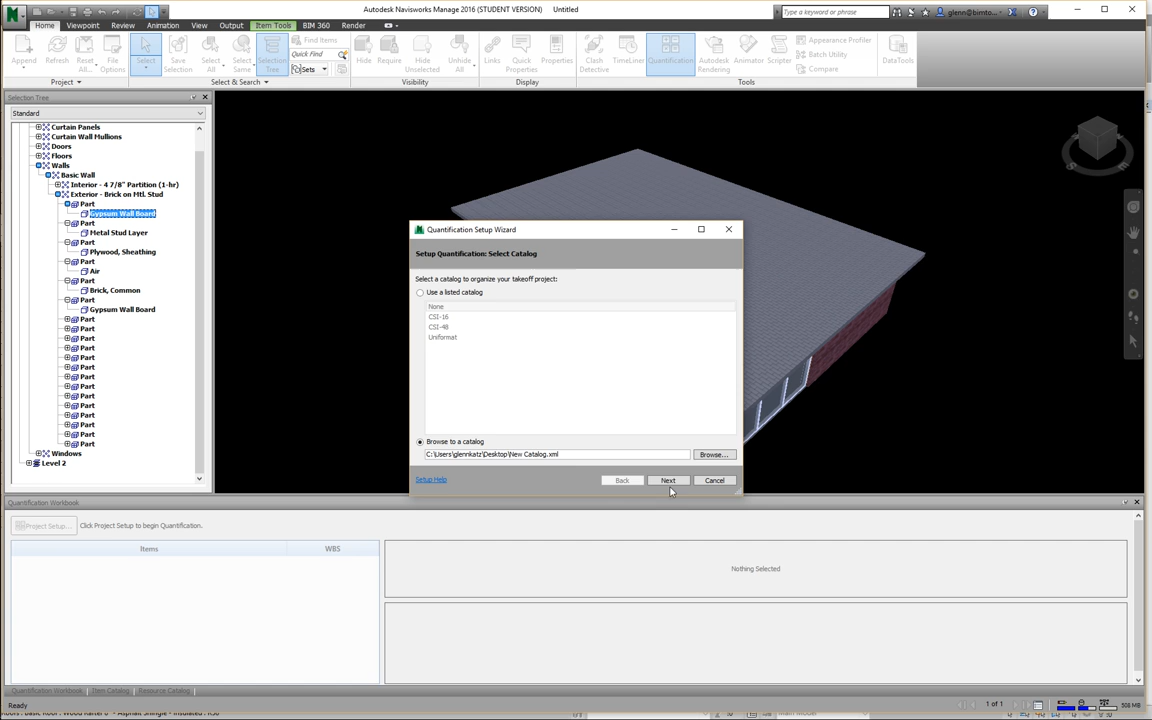 Autodesk Navisworks Manage 2016 (STUDENT VERSION) Untitled
Type a keyword or phrase
glenn@bimto...
Home Viewpoint Review Animation View Output Item Tools BIM 360 Render
Append Refresh Reset All... File Options
Select Save Selection Select All Select Same Selection Tree
Find Items
Quick Find
Sets
Hide Require Hide Unselected Unhide All
Links Quick Properties Properties
Clash Detective TimeLiner Quantification Autodesk Rendering Animator Scripter
Appearance Profiler
Batch Utility
Compare
DataTools
Project Select & Search Visibility Display Tools
Selection Tree
Standard
Curtain Panels
Curtain Wall Mullions
Doors
Floors
Walls
Basic Wall
Interior - 4 7/8" Partition (1-hr)
Exterior - Brick on Mtl. Stud
Part
Gypsum Wall Board
Part
Metal Stud Layer
Part
Plywood, Sheathing
Part
Air
Part
Brick, Common
Part
Gypsum Wall Board
Part
Part
Part
Part
Part
Part
Part
Part
Part
Part
Part
Part
Part
Part
Windows
Level 2
Quantification Setup Wizard
Setup Quantification: Select Catalog
Select a catalog to organize your takeoff project:
Use a listed catalog
None
CSI-16
CSI-48
Uniformat
Browse to a catalog
C:\Users\glennkatz\Desktop\New Catalog.xml
Browse...
Setup Help
Back Next Cancel
S E
Quantification Workbook
Project Setup... Click Project Setup to begin Quantification.
Items WBS
Nothing Selected
Quantification Workbook Item Catalog Resource Catalog
Ready
1 of 1
508 MB
Main Model